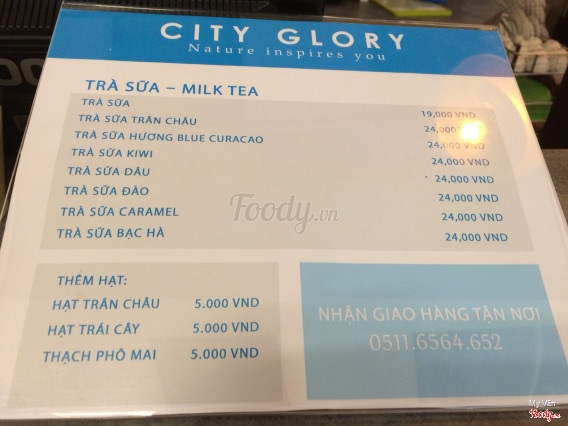 CITY GLORY
Nature inspires you
TRÀ SỮA – MILK TEA
TRÀ SỮA 19,000 VND
TRÀ SỮA TRÂN CHÂU 24,000 VND
TRÀ SỮA HƯƠNG BLUE CURACAO 24,000 VND
TRÀ SỮA KIWI 24,000 VND
TRÀ SỮA DÂU 24,000 VND
TRÀ SỮA ĐÀO 24,000 VND
TRÀ SỮA CARAMEL 24,000 VND
TRÀ SỮA BẠC HÀ 24,000 VND
Foody.vn
THÊM HẠT:
HẠT TRÂN CHÂU 5.000 VND
HẠT TRÁI CÂY 5.000 VND
THẠCH PHÔ MAI 5.000 VND
NHẬN GIAO HÀNG TẬN NƠI
0511.6564.652
My Vân
Foody.vn